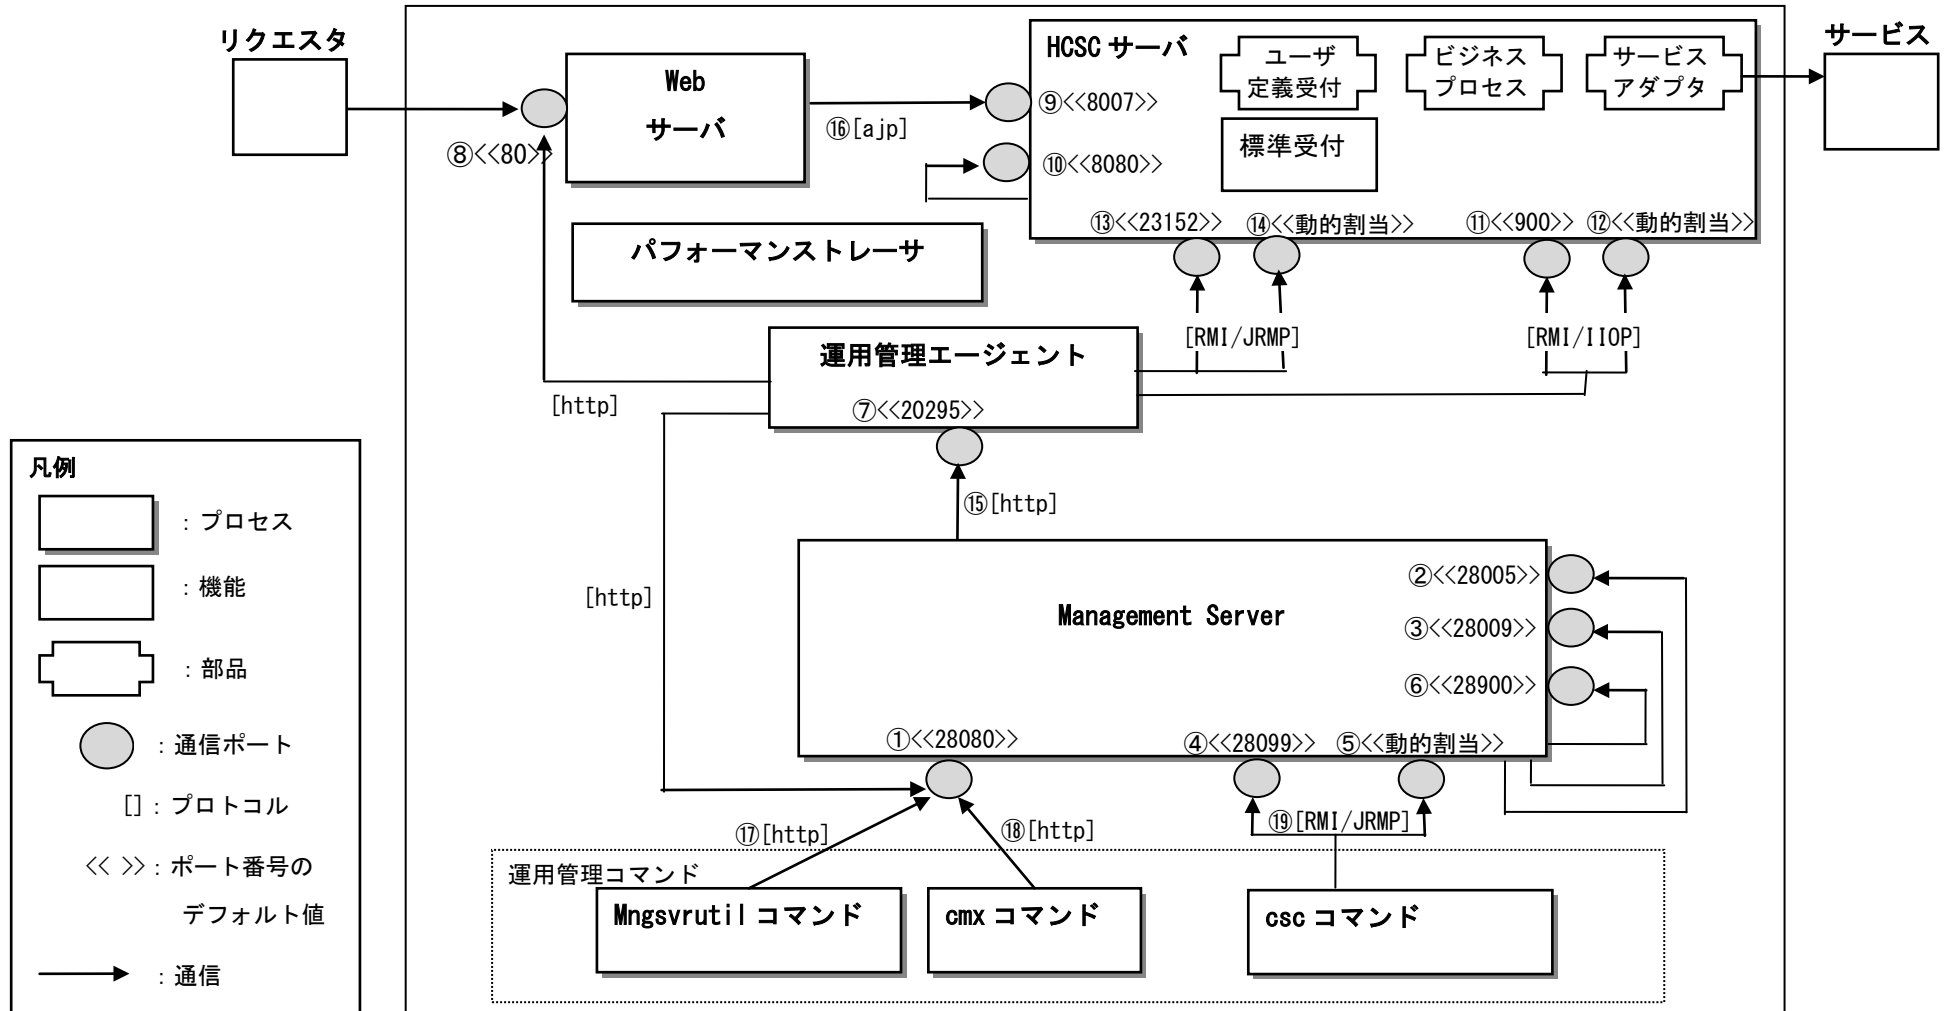 リクエスタ
サービス
Web
サーバ
⑧<<80>>
⑯[ajp]
HCSC サーバ
ユーザ
定義受付
ビジネス
プロセス
サービス
アダプタ
標準受付
⑨<<8007>>
⑩<<8080>>
⑬<<23152>>
⑭<<動的割当>>
⑪<<900>>
⑫<<動的割当>>
パフォーマンストレーサ
[RMI/JRMP]
[RMI/IIOP]
運用管理エージェント
⑦<<20295>>
[http]
⑮[http]
[http]
Management Server
②<<28005>>
③<<28009>>
⑥<<28900>>
①<<28080>>
④<<28099>>
⑤<<動的割当>>
⑰[http]
⑱[http]
⑲[RMI/JRMP]
運用管理コマンド
Mngsvrutil コマンド
cmx コマンド
csc コマンド
凡例
：プロセス
：機能
：部品
：通信ポート
[]：プロトコル
<< >>：ポート番号の
デフォルト値
：通信